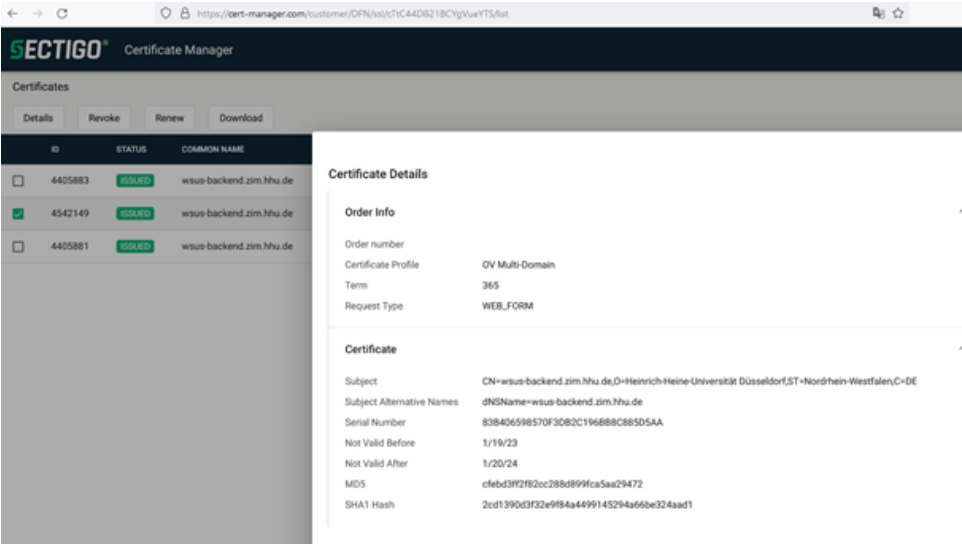 https://cert-manager.com/customer/DFN/ssl/cTtC44DB21BCYgVueYTS/list
SECTIGO® Certificate Manager
Certificates
Details Revoke Renew Download
ID STATUS COMMON NAME
4405883 ISSUED wsus-backend.zim.hhu.de
4542149 ISSUED wsus-backend.zim.hhu.de
4405881 ISSUED wsus-backend.zim.hhu.de
Certificate Details
Order Info
Order number
Certificate Profile OV Multi-Domain
Term 365
Request Type WEB_FORM
Certificate
Subject CN=wsus-backend.zim.hhu.de,O=Heinrich-Heine-Universität Düsseldorf,ST=Nordrhein-Westfalen,C=DE
Subject Alternative Names dNSName=wsus-backend.zim.hhu.de
Serial Number 83B406598570F3DB2C196BB8C885D5AA
Not Valid Before 1/19/23
Not Valid After 1/20/24
MD5 cfebd3ff2f82cc288d899fca5aa29472
SHA1 Hash 2cd1390d3f32e9f84a4499145294a66be324aad1